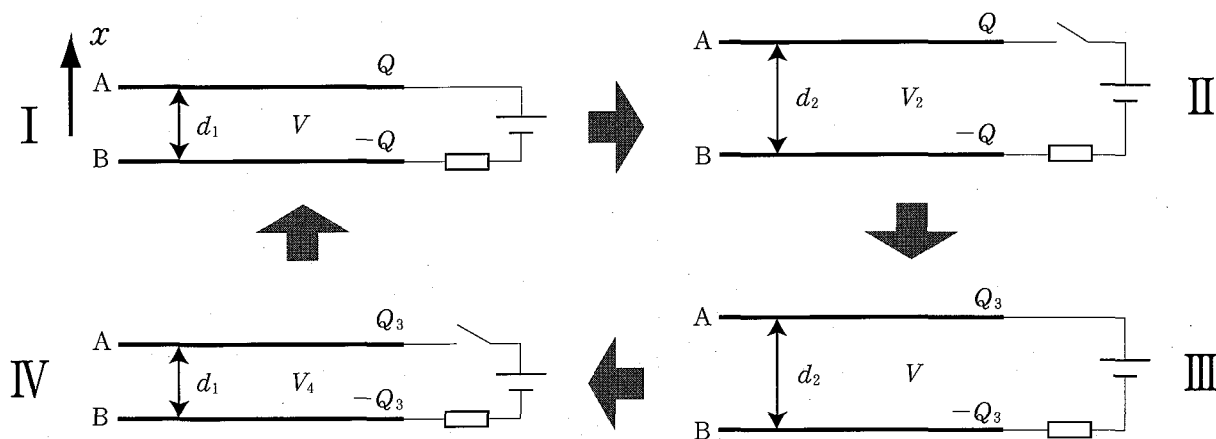 x
A
Q
I
d₁
V
B
−Q
A
Q
II
d₂
V₂
B
−Q
A
Q₃
IV
d₁
V₄
B
−Q₃
A
Q₃
III
d₂
V
B
−Q₃